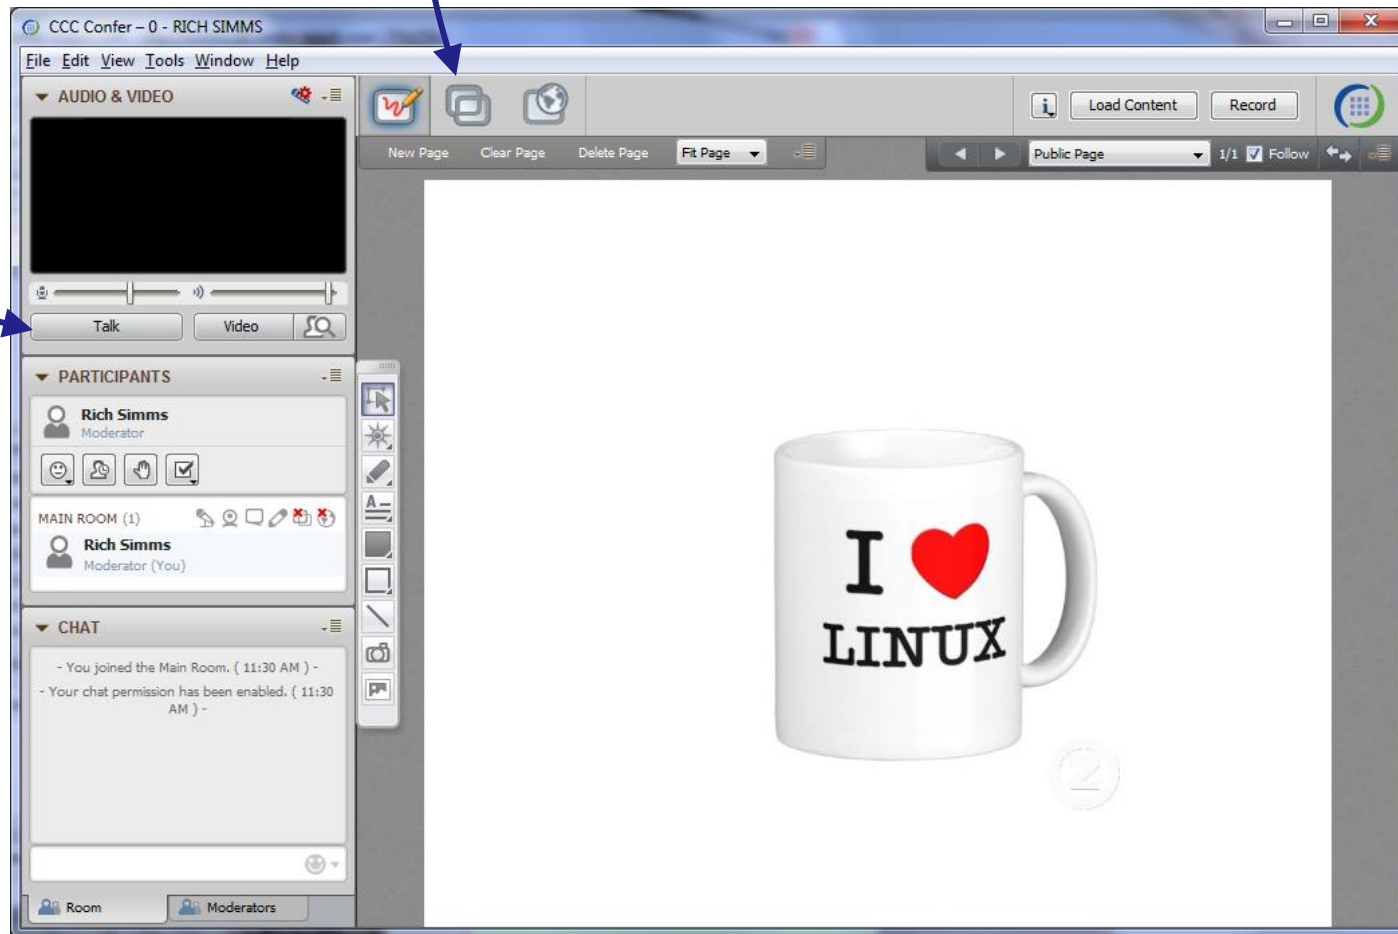 CCC Confer – 0 - RICH SIMMS
File Edit View Tools Window Help
AUDIO & VIDEO
Talk
Video
PARTICIPANTS
Rich Simms
Moderator
MAIN ROOM (1)
Rich Simms
Moderator (You)
CHAT
- You joined the Main Room. ( 11:30 AM ) -
- Your chat permission has been enabled. ( 11:30
AM ) -
Room
Moderators
i
Load Content
Record
New Page
Clear Page
Delete Page
Fit Page
Public Page
1/1
Follow
A
I ♥
LINUX